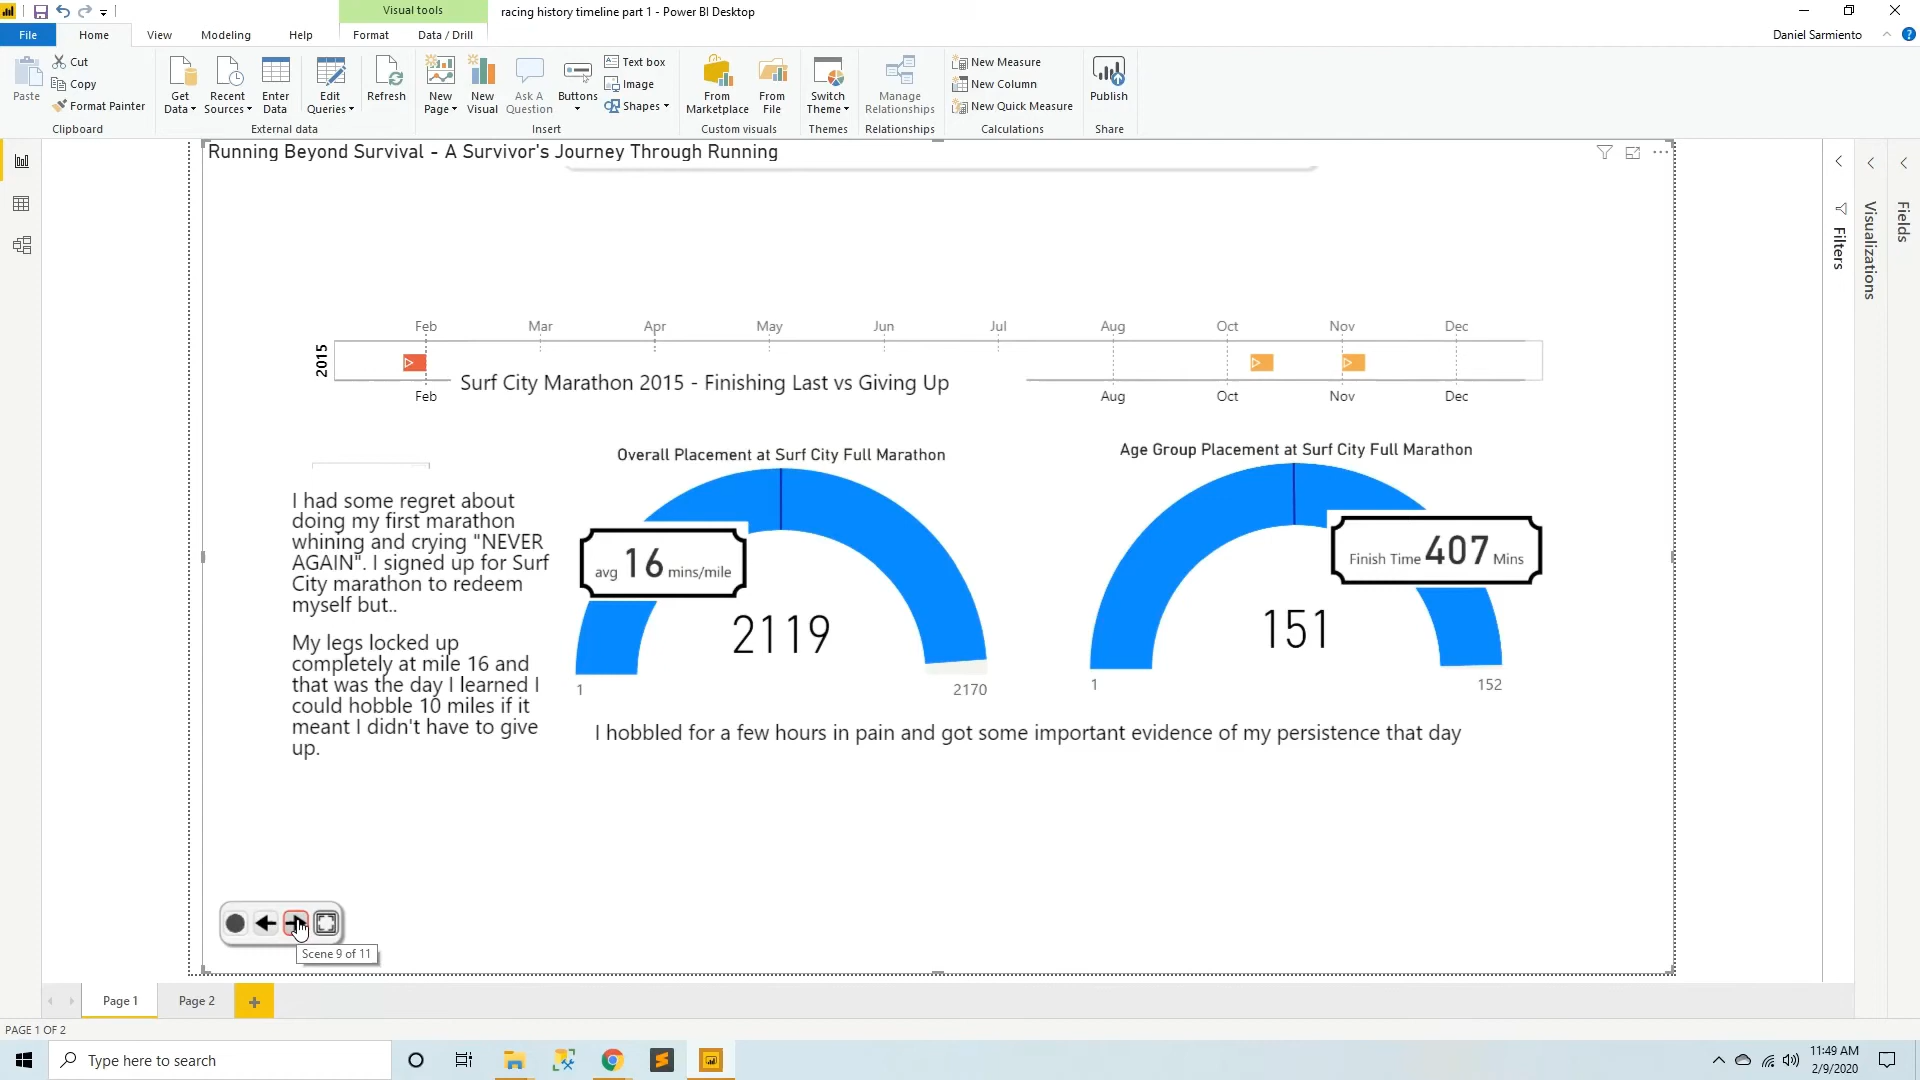 Visual tools
racing history timeline part 1 - Power BI Desktop
File
Home
View
Modeling
Help
Format
Data / Drill
Daniel Sarmiento
Paste
Cut
Copy
Format Painter
Clipboard
Get Data
Recent Sources
Enter Data
Edit Queries
External data
Refresh
New Page
New Visual
Ask A Question
Buttons
Text box
Image
Shapes
Insert
From Marketplace
From File
Custom visuals
Switch Theme
Themes
Manage Relationships
Relationships
New Measure
New Column
New Quick Measure
Calculations
Publish
Share
Running Beyond Survival - A Survivor's Journey Through Running
Filters
Visualizations
Fields
Feb
Mar
Apr
May
Jun
Jul
Aug
Oct
Nov
Dec
2015
Surf City Marathon 2015 - Finishing Last vs Giving Up
Feb
Aug
Oct
Nov
Dec
I had some regret about
doing my first marathon
whining and crying "NEVER
AGAIN". I signed up for Surf
City marathon to redeem
myself but..
My legs locked up
completely at mile 16 and
that was the day I learned I
could hobble 10 miles if it
meant I didn't have to give
up.
Overall Placement at Surf City Full Marathon
avg 16 mins/mile
2119
1
2170
Age Group Placement at Surf City Full Marathon
Finish Time 407 Mins
151
1
152
I hobbled for a few hours in pain and got some important evidence of my persistence that day
Scene 9 of 11
Page 1
Page 2
PAGE 1 OF 2
Type here to search
11:49 AM
2/9/2020